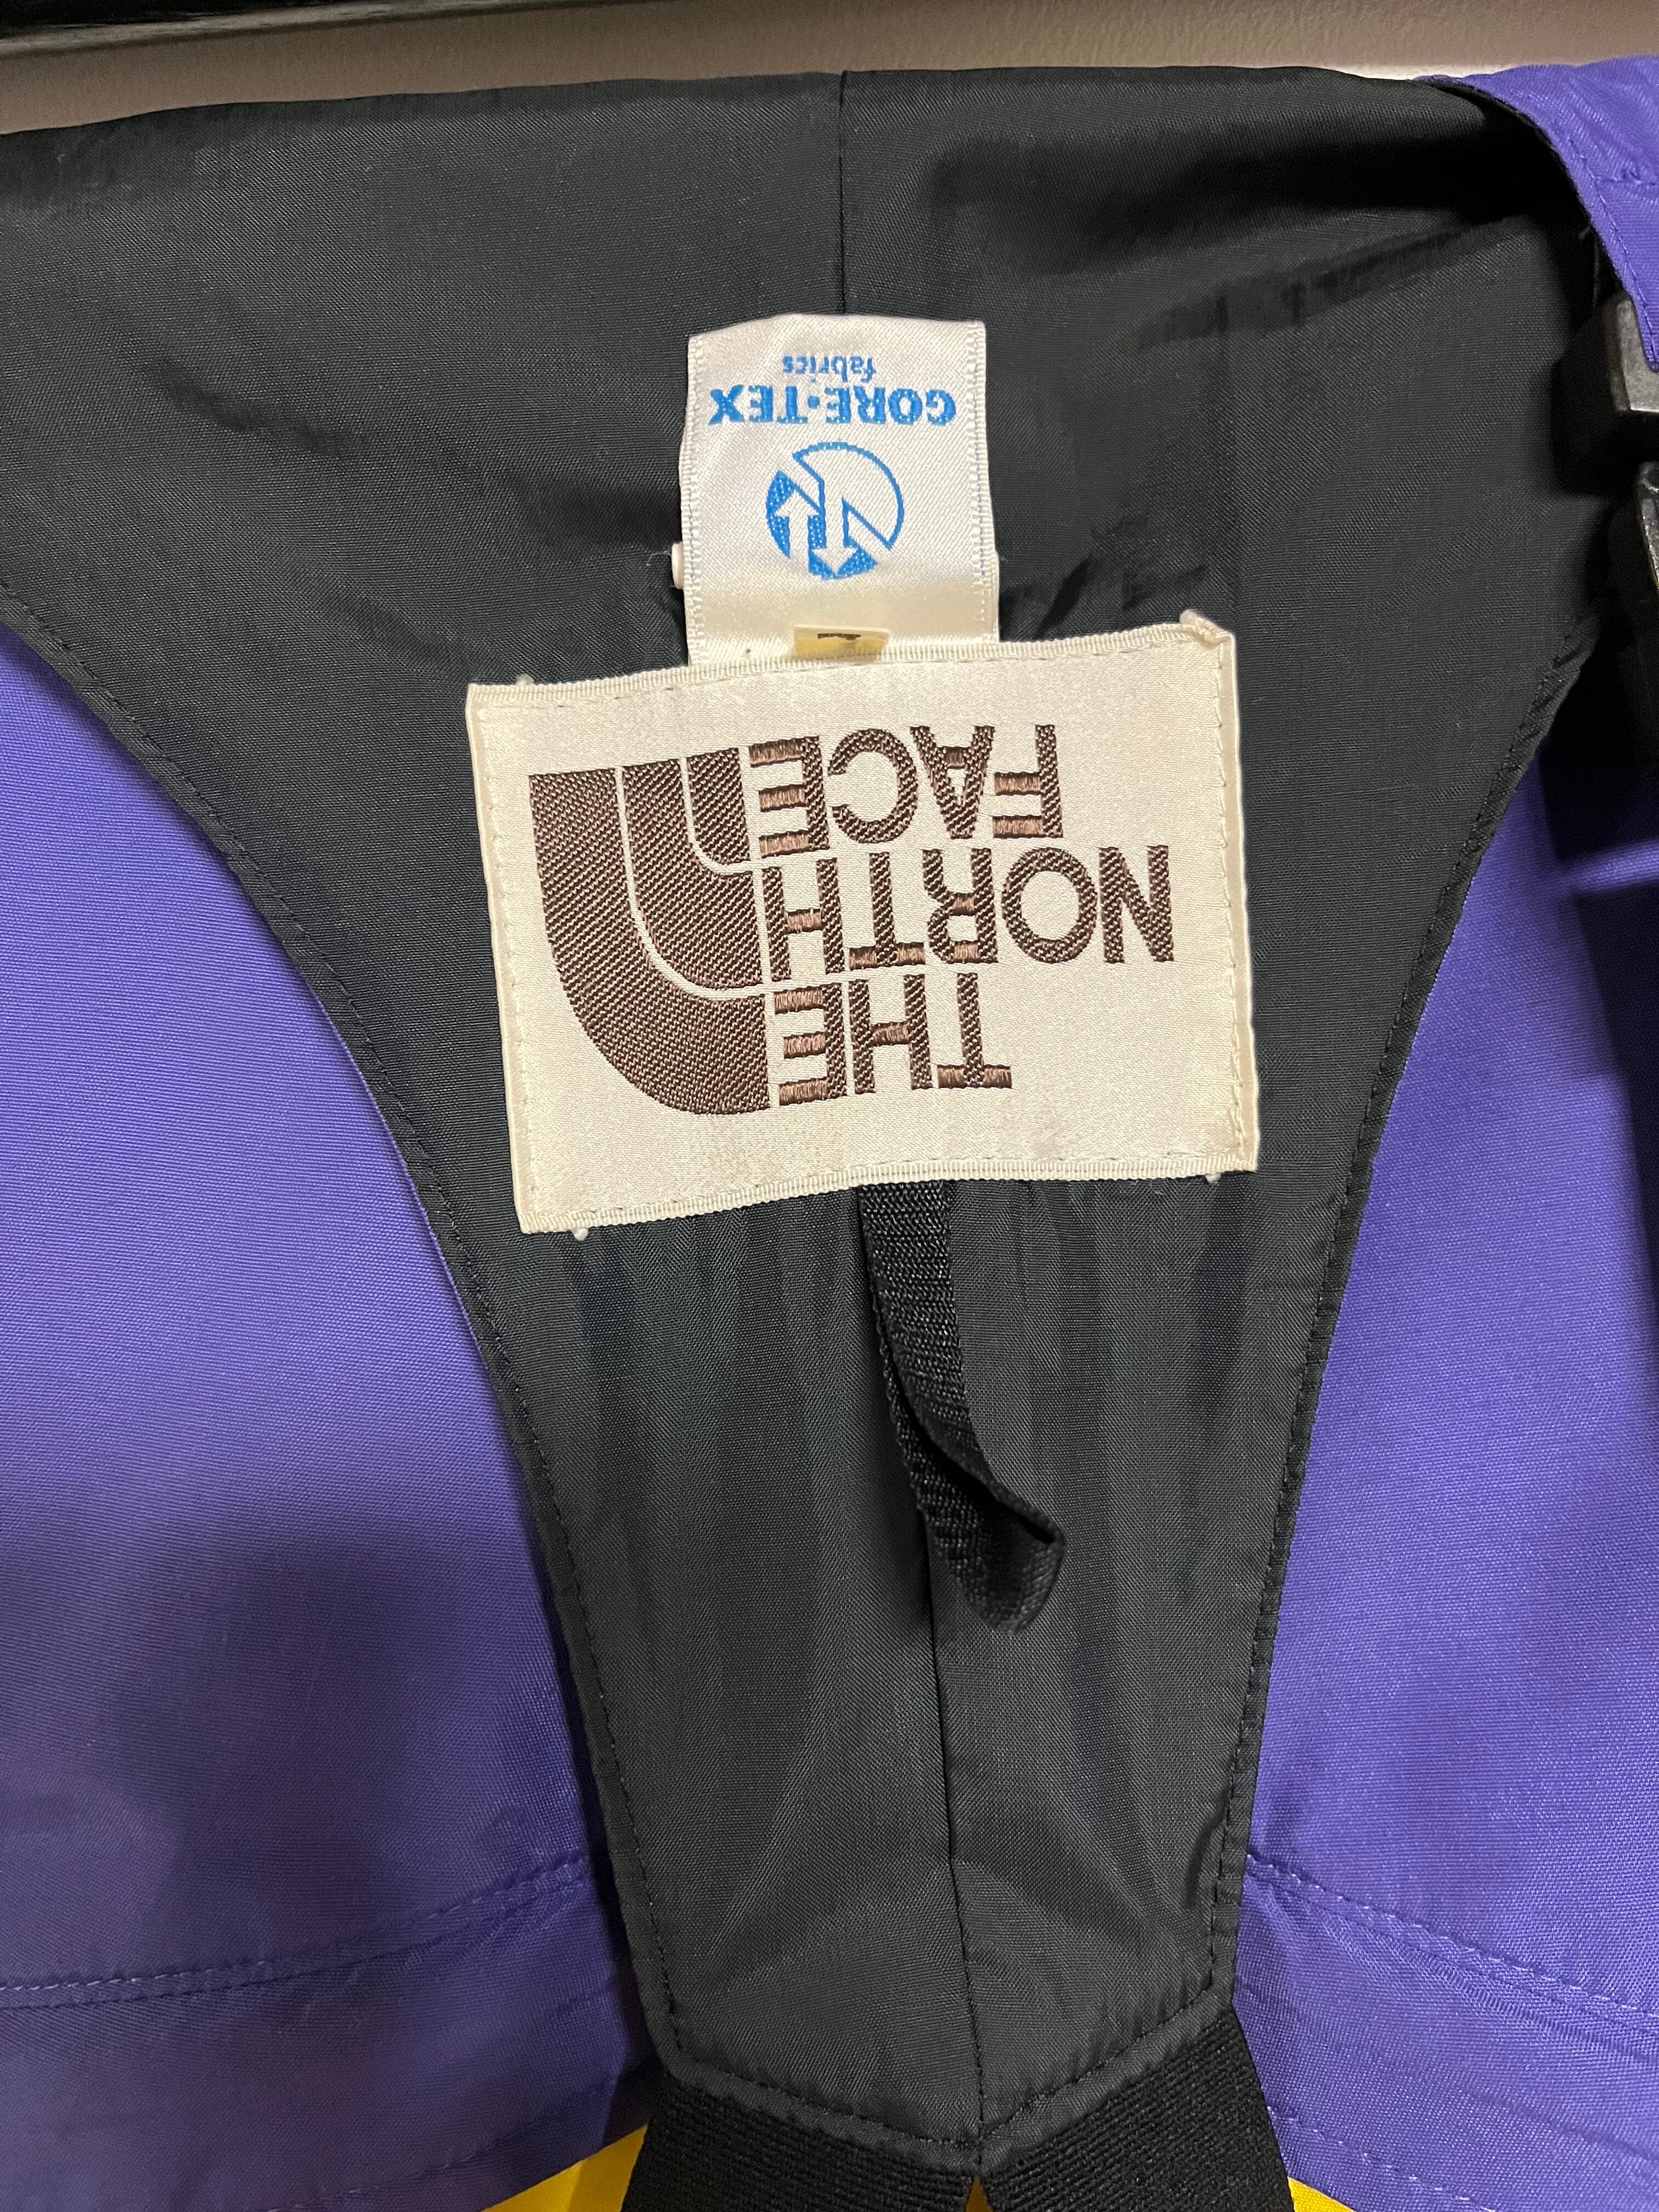 THE
NORTH
FACE
GORE-TEX
fabrics